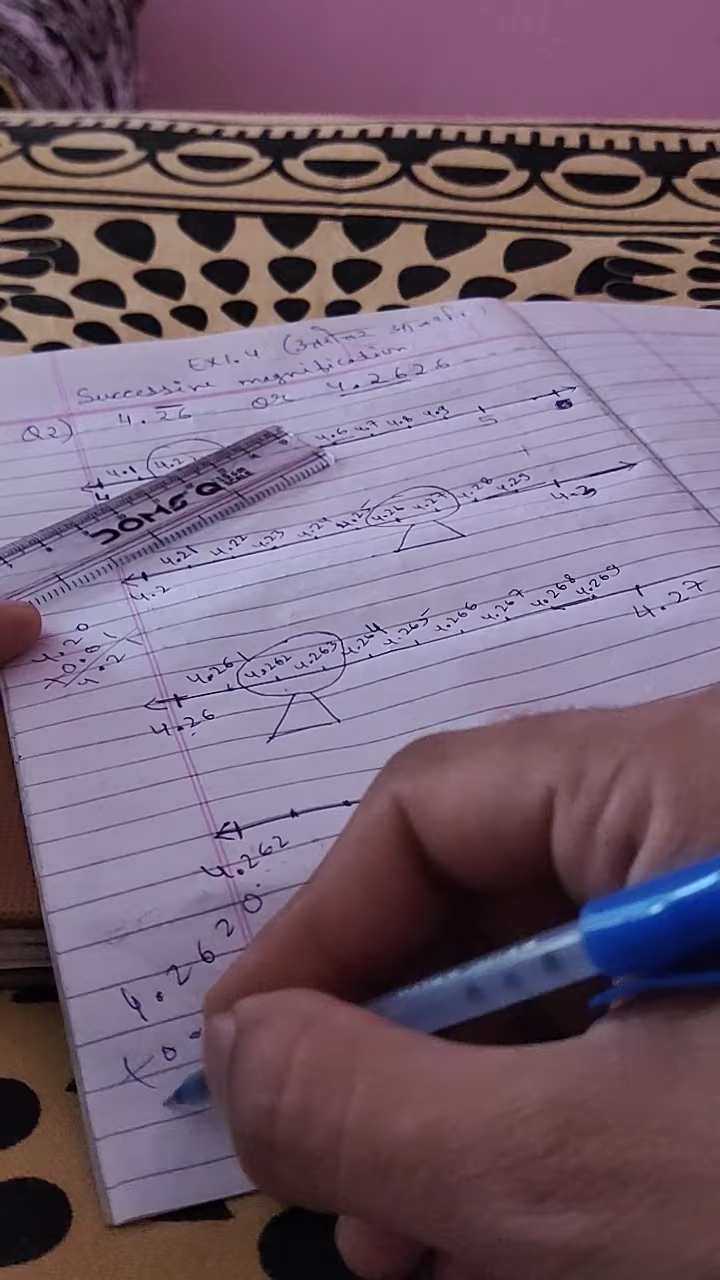 Ex1.4
Successive magnification
Q2) 4.26 or 4.2626 ----
4.1 4.2 4.6 4.7 4.8 4.9
4 5
DOMS
4.21 4.22 4.23 4.24 4.25 4.26 4.27 4.28 4.29
4.2 4.3
4.20
+0.01
4.21
4.261 4.262 4.263 4.264 4.265 4.266 4.267 4.268 4.269
4.26 4.27
4.262
4.2620